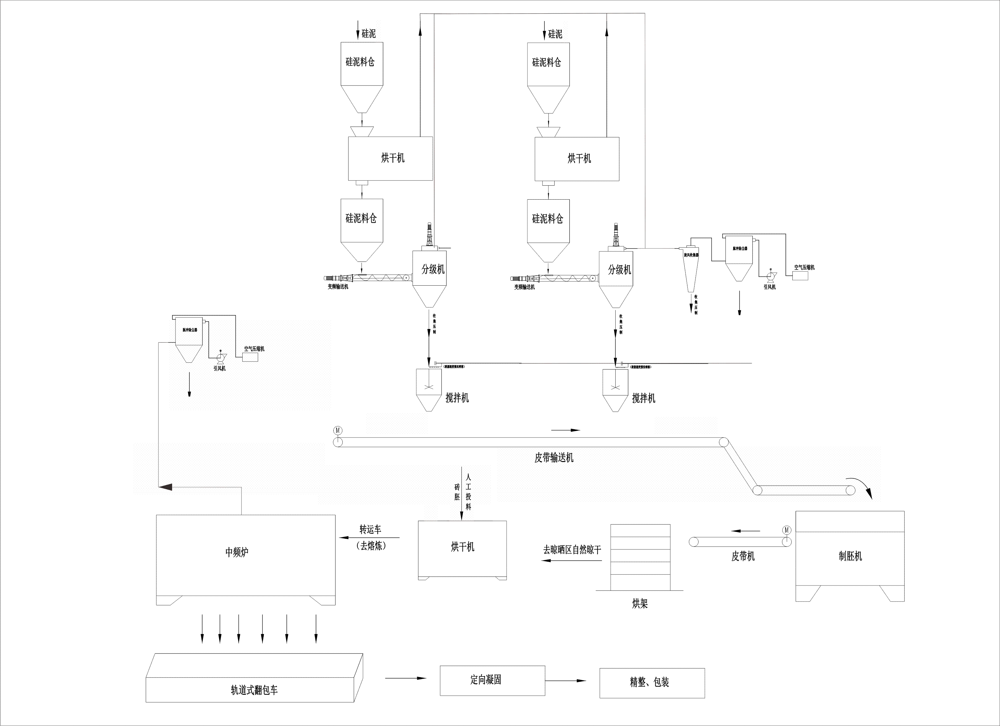 硅泥
硅泥
硅泥料仓
硅泥料仓
烘干机
烘干机
硅泥料仓
硅泥料仓
分级机
分级机
变频输送机
变频输送机
旋风收集器
脉冲除尘器
空气压缩机
引风机
收集压制
收集压制
收集压制
脉冲除尘器
空气压缩机
引风机
搅拌机
搅拌机
M
皮带输送机
砖胚
人工投料
转运车
(去熔炼)
中频炉
烘干机
去晾晒区自然晾干
烘架
M
皮带机
制胚机
轨道式翻包车
定向凝固
精整、包装